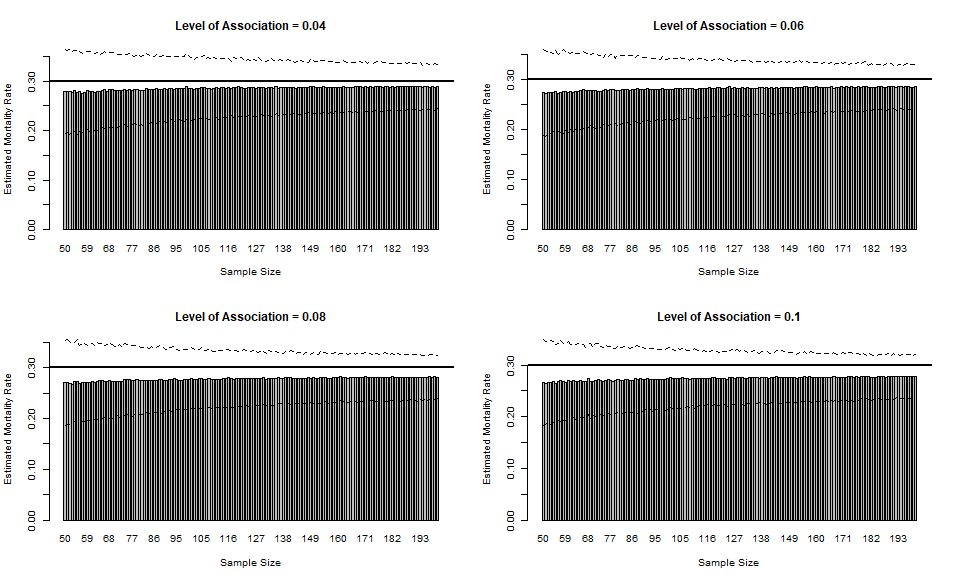 Level of Association = 0.04
Estimated Mortality Rate
0.00 0.10 0.20 0.30
50 59 68 77 86 95 105 116 127 138 149 160 171 182 193
Sample Size
Level of Association = 0.06
Estimated Mortality Rate
0.00 0.10 0.20 0.30
50 59 68 77 86 95 105 116 127 138 149 160 171 182 193
Sample Size
Level of Association = 0.08
Estimated Mortality Rate
0.00 0.10 0.20 0.30
50 59 68 77 86 95 105 116 127 138 149 160 171 182 193
Sample Size
Level of Association = 0.1
Estimated Mortality Rate
0.00 0.10 0.20 0.30
50 59 68 77 86 95 105 116 127 138 149 160 171 182 193
Sample Size